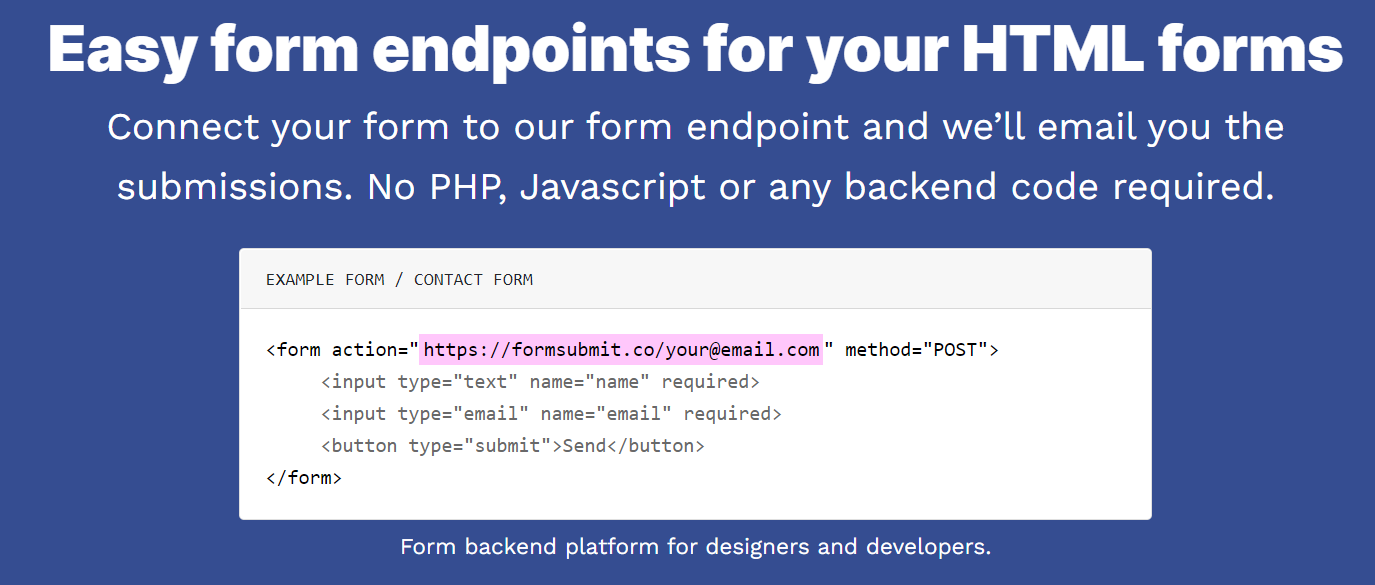 Easy form endpoints for your HTML forms
Connect your form to our form endpoint and we’ll email you the
submissions. No PHP, Javascript or any backend code required.
EXAMPLE FORM / CONTACT FORM
<form action="https://formsubmit.co/your@email.com" method="POST">
<input type="text" name="name" required>
<input type="email" name="email" required>
<button type="submit">Send</button>
</form>
Form backend platform for designers and developers.